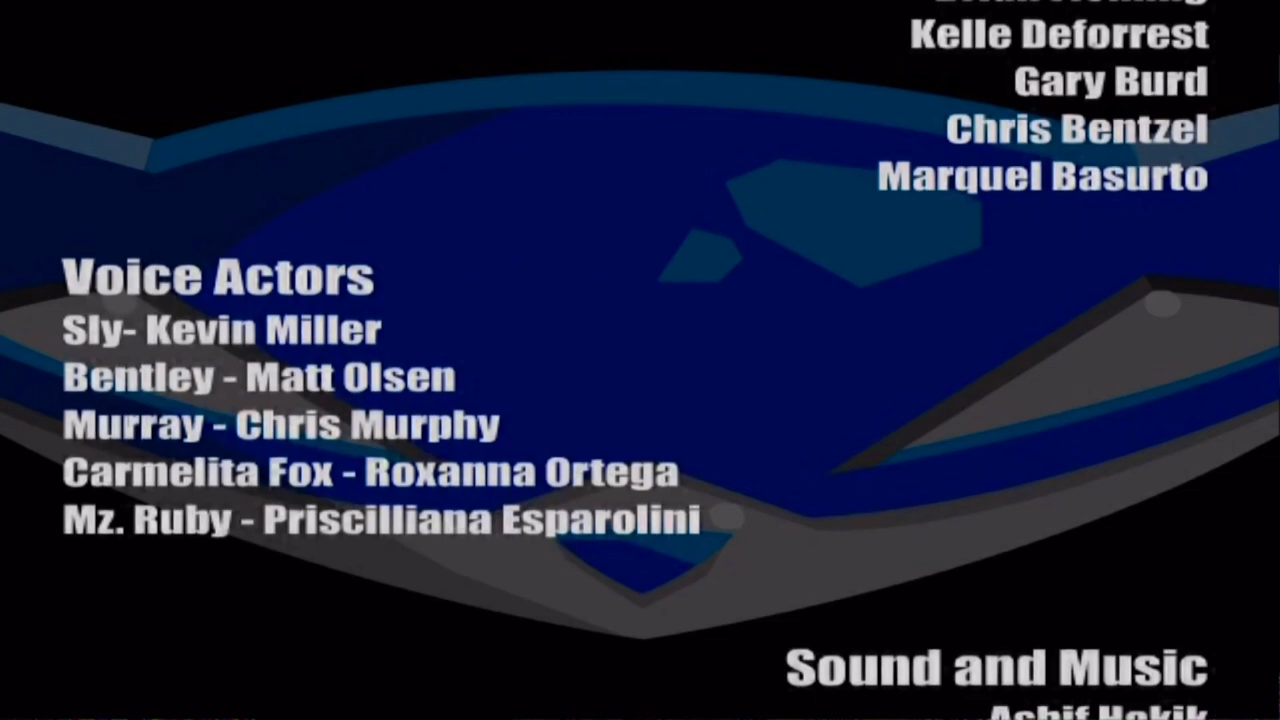 Kelle Deforrest
Gary Burd
Chris Bentzel
Marquel Basurto
Voice Actors
Sly- Kevin Miller
Bentley - Matt Olsen
Murray - Chris Murphy
Carmelita Fox - Roxanna Ortega
Mz. Ruby - Priscilliana Esparolini
Sound and Music